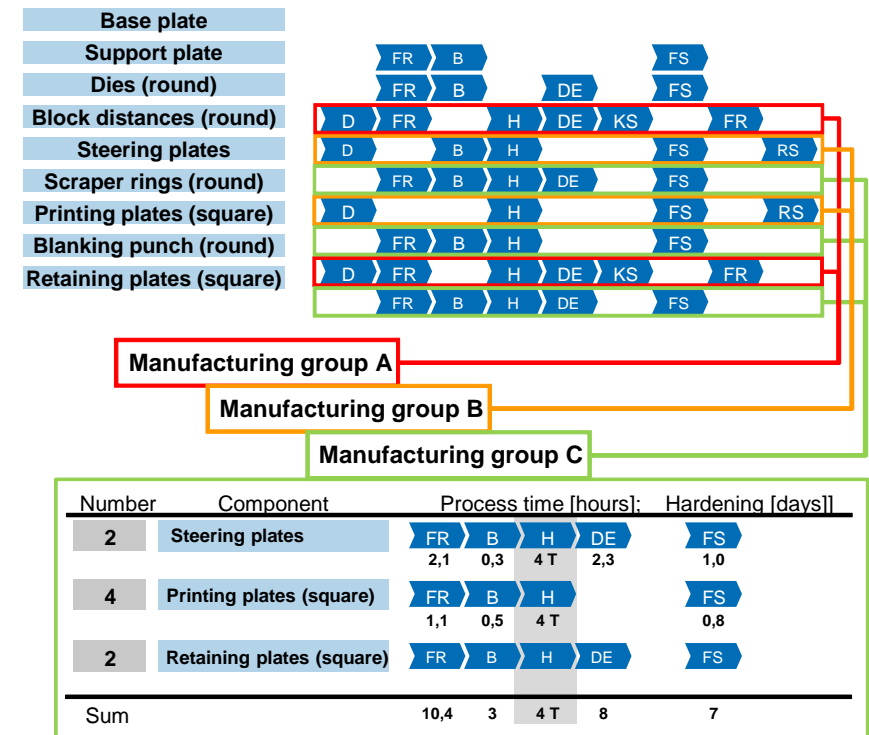 Base plate
Support plate FR B FS
Dies (round) FR B DE FS
Block distances (round) D FR H DE KS FR
Steering plates D B H FS RS
Scraper rings (round) FR B H DE FS
Printing plates (square) D H FS RS
Blanking punch (round) FR B H FS
Retaining plates (square) D FR H DE KS FR
FR B H DE FS
Manufacturing group A
Manufacturing group B
Manufacturing group C
Number Component Process time [hours]; Hardening [days]]
2 Steering plates FR B H DE FS
2,1 0,3 4 T 2,3 1,0
4 Printing plates (square) FR B H FS
1,1 0,5 4 T 0,8
2 Retaining plates (square) FR B H DE FS
Sum 10,4 3 4 T 8 7